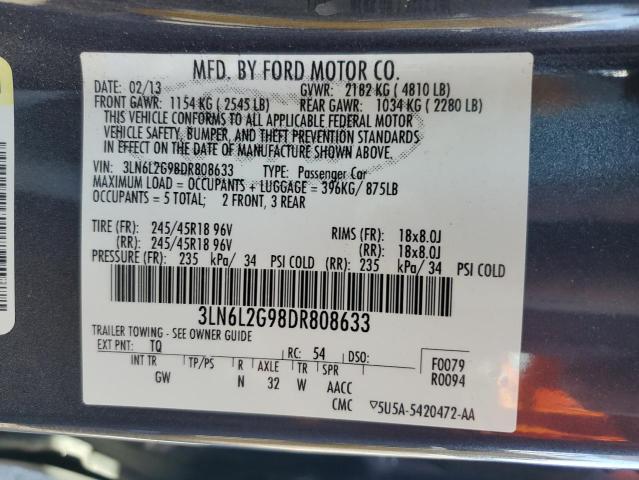 MFD. BY FORD MOTOR CO.
DATE: 02/13 GVWR: 2182 KG ( 4810 LB)
FRONT GAWR: 1154 KG ( 2545 LB) REAR GAWR: 1034 KG ( 2280 LB)
THIS VEHICLE CONFORMS TO ALL APPLICABLE FEDERAL MOTOR
VEHICLE SAFETY, BUMPER, AND THEFT PREVENTION STANDARDS
IN EFFECT ON THE DATE OF MANUFACTURE SHOWN ABOVE.
VIN: 3LN6L2G98DR808633 TYPE: Passenger Car
MAXIMUM LOAD = OCCUPANTS + LUGGAGE = 396KG/ 875LB
OCCUPANTS = 5 TOTAL; 2 FRONT, 3 REAR
TIRE (FR): 245/45R18 96V RIMS (FR): 18x8.0J
(RR): 245/45R18 96V (RR): 18x8.0J
PRESSURE (FR): 235 kPa/ 34 PSI COLD (RR): 235 kPa/ 34 PSI COLD
3LN6L2G98DR808633
TRAILER TOWING - SEE OWNER GUIDE
EXT PNT: TQ RC: 54 DSO: F0079
INT TR TP/PS R AXLE TR SPR R0094
GW N 32 W AACC
CMC ▽5U5A-5420472-AA